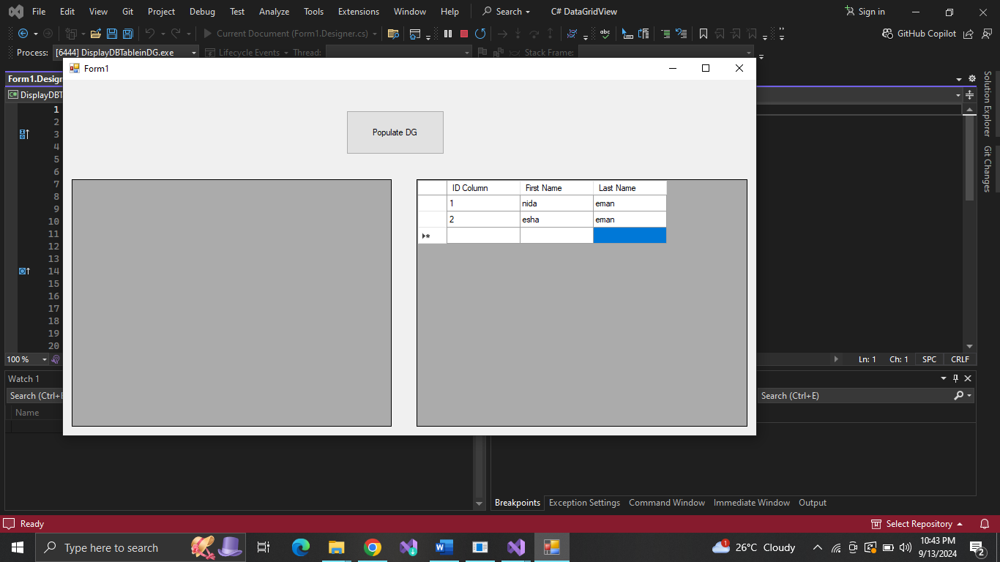 File Edit View Git Project Debug Test Analyze Tools Extensions Window Help Search C# DataGridView Sign in
Current Document (Form1.Designer.cs) GitHub Copilot
Process: [6444] DisplayDBTableinDG.exe Lifecycle Events Thread: Stack Frame:
Form1
Form1.Design
DisplayDBT
1
2
3
4
5
6
7
8
9
10
11
12
13
14
15
16
17
18
19
20
Populate DG
ID Column First Name Last Name
1 nida eman
2 esha eman
Solution Explorer
Git Changes
100 % Ln: 1 Ch: 1 SPC CRLF
Watch 1
Search (Ctrl+E Search (Ctrl+E)
Name
Breakpoints Exception Settings Command Window Immediate Window Output
Ready Select Repository
Type here to search 1 26°C Cloudy 10:43 PM
9/13/2024 2